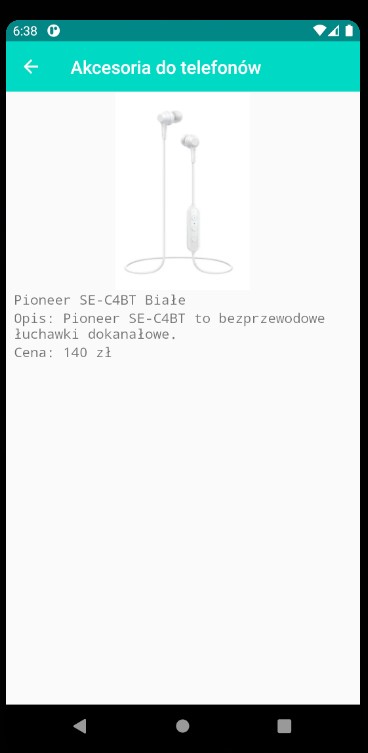 6:38
Akcesoria do telefonów
Pioneer SE-C4BT Białe
Opis: Pioneer SE-C4BT to bezprzewodowe
łuchawki dokanałowe.
Cena: 140 zł